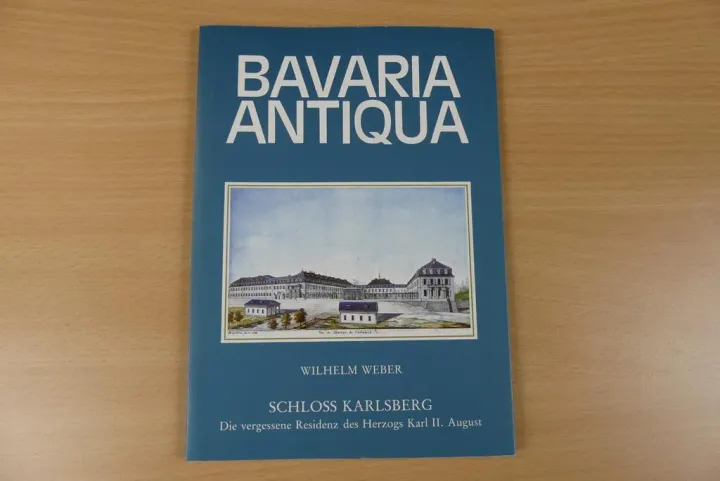 BAVARIA
ANTIQUA
WILHELM WEBER
SCHLOSS KARLSBERG
Die vergessene Residenz des Herzogs Karl II. August